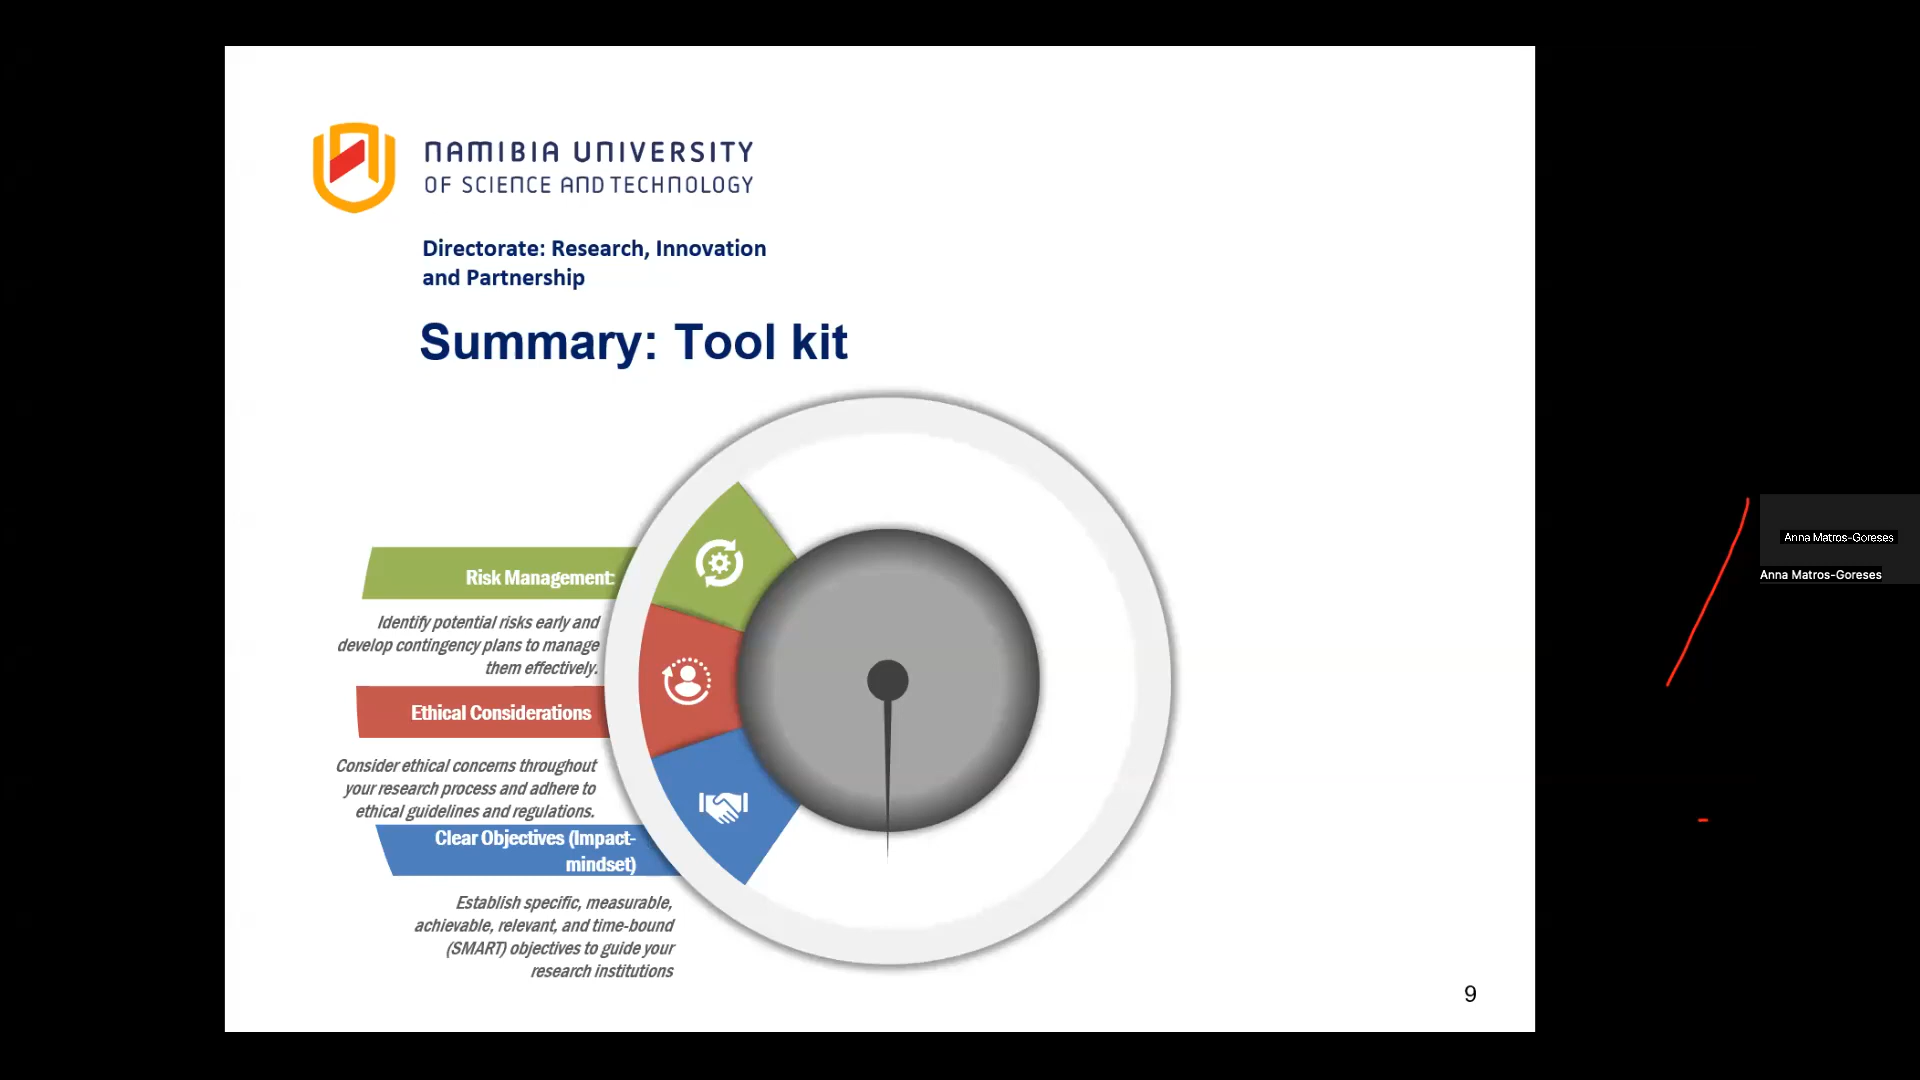 NAMIBIA UNIVERSITY
OF SCIENCE AND TECHNOLOGY
Directorate: Research, Innovation
and Partnership
Summary: Tool kit
Risk Management:
Identify potential risks early and
develop contingency plans to manage
them effectively.
Ethical Considerations
Consider ethical concerns throughout
your research process and adhere to
ethical guidelines and regulations.
Clear Objectives (Impact-
mindset)
Establish specific, measurable,
achievable, relevant, and time-bound
(SMART) objectives to guide your
research institutions
9
Anna Matros-Goreses
Anna Matros-Goreses